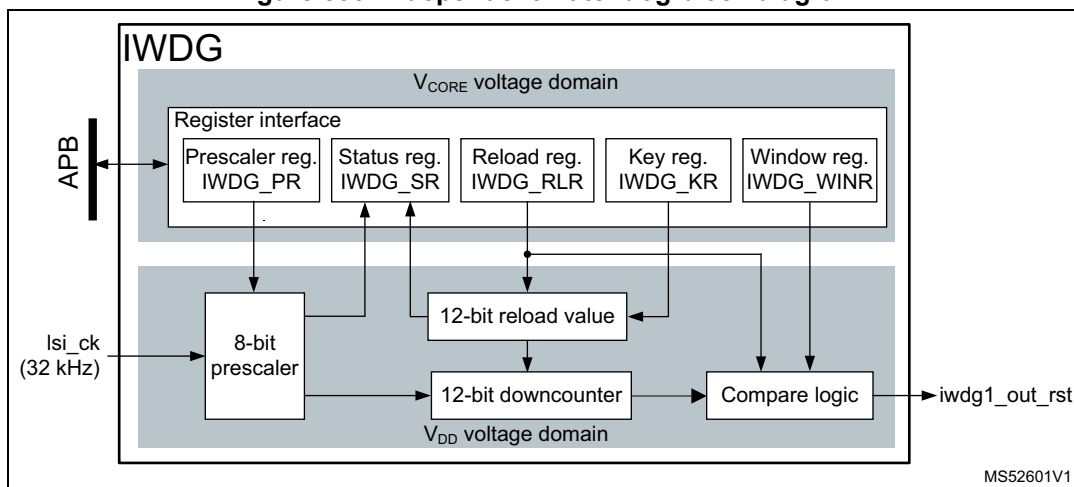 IWDG
V_CORE voltage domain
Register interface
Prescaler reg.
IWDG_PR
Status reg.
IWDG_SR
Reload reg.
IWDG_RLR
Key reg.
IWDG_KR
Window reg.
IWDG_WINR
APB
lsi_ck
(32 kHz)
8-bit
prescaler
12-bit reload value
12-bit downcounter
Compare logic
iwdg1_out_rst
V_DD voltage domain
MS52601V1